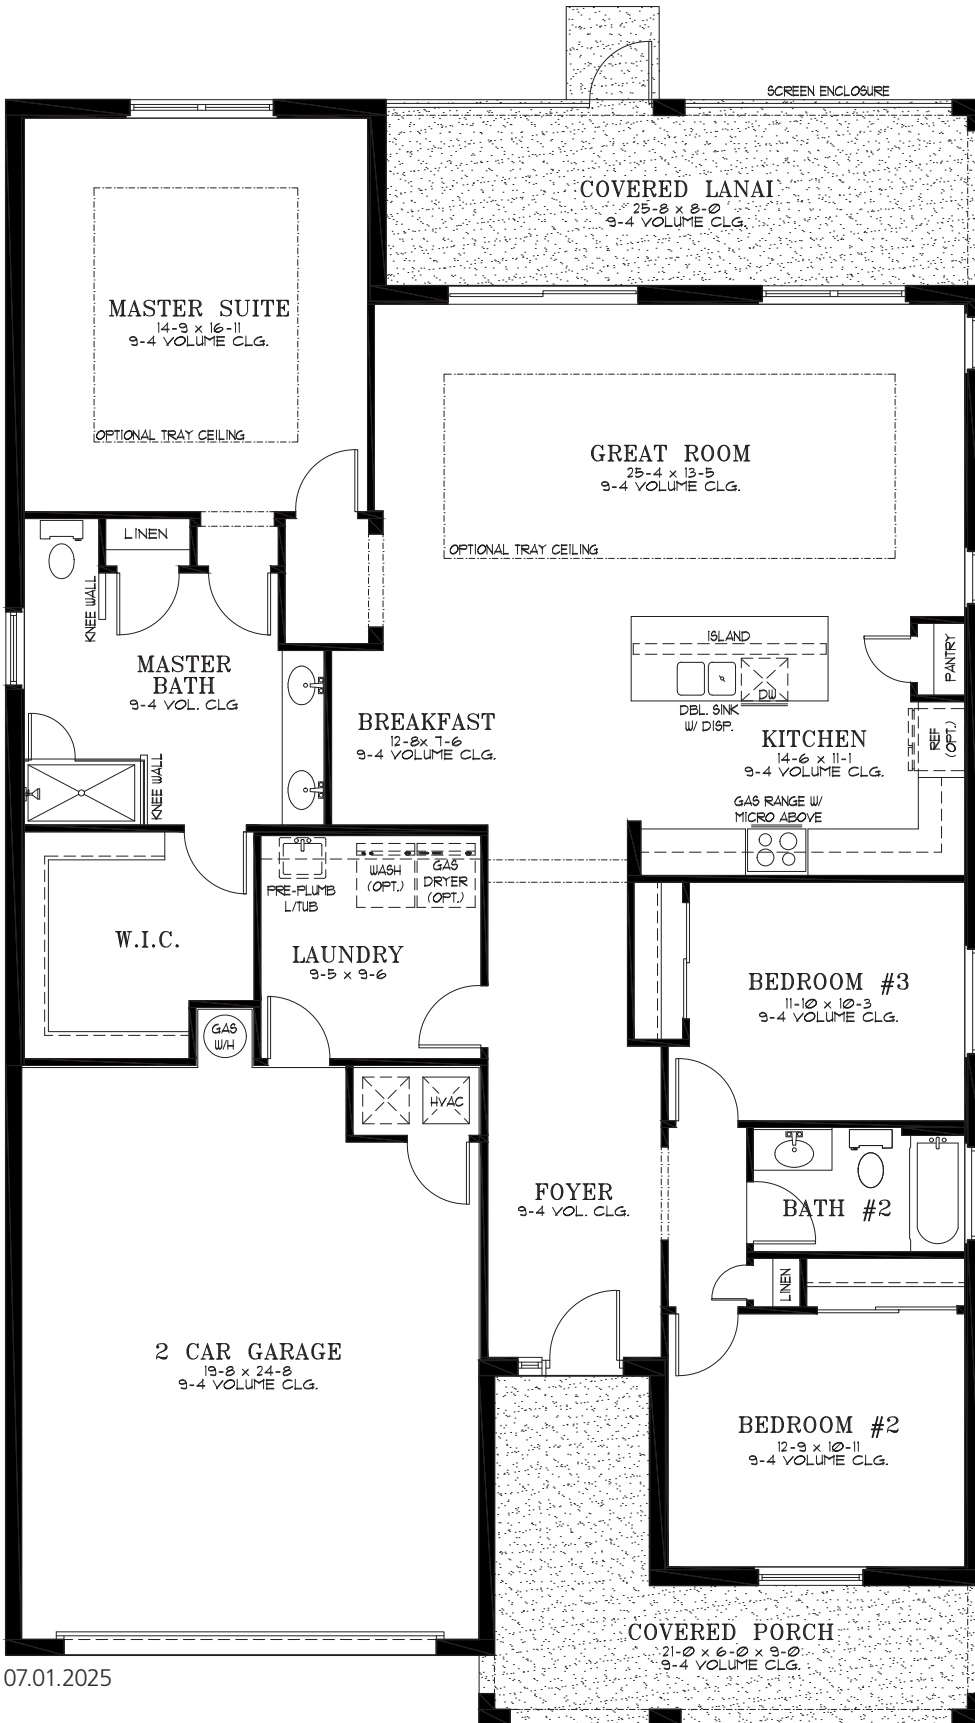 SCREEN ENCLOSURE
COVERED LANAI
25-8 x 8-0
9-4 VOLUME CLG.
MASTER SUITE
14-9 x 16-11
9-4 VOLUME CLG.
OPTIONAL TRAY CEILING
GREAT ROOM
25-4 x 13-5
9-4 VOLUME CLG.
OPTIONAL TRAY CEILING
LINEN
KNEE WALL
MASTER
BATH
9-4 VOL. CLG
KNEE WALL
ISLAND
DW
DBL. SINK
W/ DISP.
PANTRY
BREAKFAST
12-8x 7-6
9-4 VOLUME CLG.
KITCHEN
14-6 x 11-1
9-4 VOLUME CLG.
REF
(OPT.)
GAS RANGE W/
MICRO ABOVE
PRE-PLUMB
L/TUB
WASH
(OPT.)
GAS
DRYER
(OPT.)
W.I.C.
LAUNDRY
9-5 x 9-6
GAS
W/H
HVAC
BEDROOM #3
11-10 x 10-3
9-4 VOLUME CLG.
FOYER
9-4 VOL. CLG.
BATH #2
LINEN
2 CAR GARAGE
19-8 x 24-8
9-4 VOLUME CLG.
BEDROOM #2
12-9 x 10-11
9-4 VOLUME CLG.
COVERED PORCH
21-0 x 6-0 x 9-0
9-4 VOLUME CLG.
07.01.2025